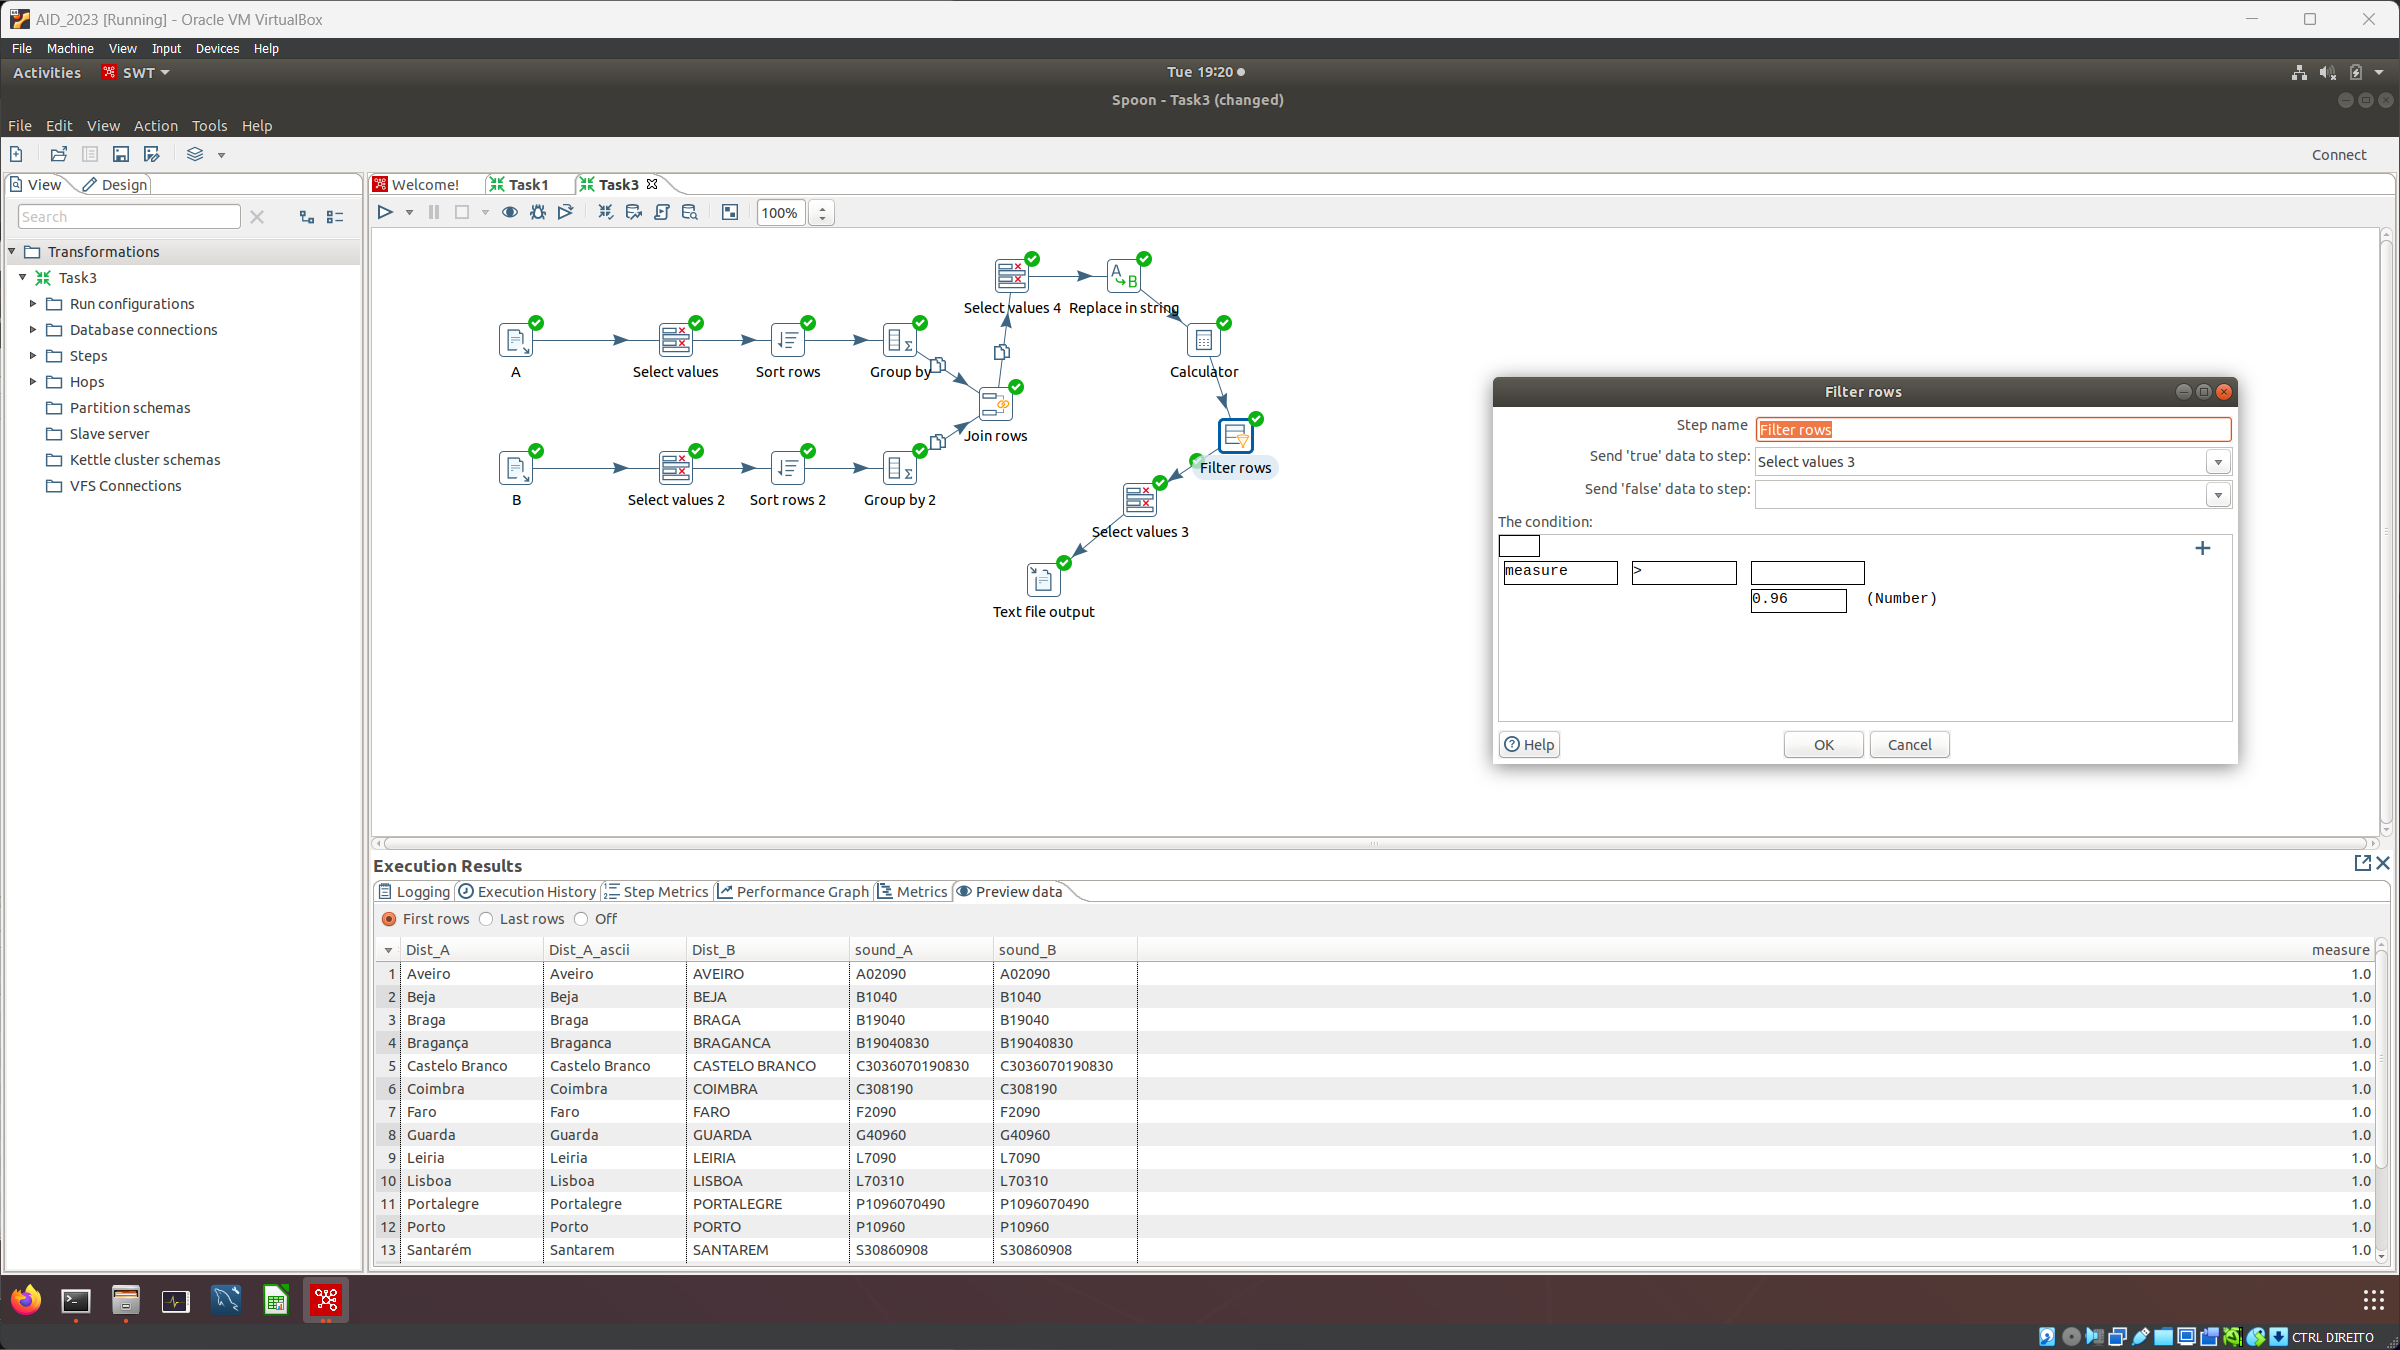 AID_2023 [Running] - Oracle VM VirtualBox
File Machine View Input Devices Help
Activities SWT Tue 19:20
Spoon - Task3 (changed)
File Edit View Action Tools Help
Connect
View Design
Welcome! Task1 Task3
Search
100%
Transformations
Task3
Run configurations
Database connections
Steps
Hops
Partition schemas
Slave server
Kettle cluster schemas
VFS Connections
Select values 4 Replace in string
A Select values Sort rows Group by Calculator
Join rows
Filter rows
B Select values 2 Sort rows 2 Group by 2
Select values 3
Text file output
Filter rows
Step name Filter rows
Send 'true' data to step: Select values 3
Send 'false' data to step:
The condition:
measure >
0.96 (Number)
Help OK Cancel
Execution Results
Logging Execution History Step Metrics Performance Graph Metrics Preview data
First rows Last rows Off
Dist_A Dist_A_ascii Dist_B sound_A sound_B measure
1 Aveiro Aveiro AVEIRO A02090 A02090 1.0
2 Beja Beja BEJA B1040 B1040 1.0
3 Braga Braga BRAGA B19040 B19040 1.0
4 Bragança Braganca BRAGANCA B19040830 B19040830 1.0
5 Castelo Branco Castelo Branco CASTELO BRANCO C3036070190830 C3036070190830 1.0
6 Coimbra Coimbra COIMBRA C308190 C308190 1.0
7 Faro Faro FARO F2090 F2090 1.0
8 Guarda Guarda GUARDA G40960 G40960 1.0
9 Leiria Leiria LEIRIA L7090 L7090 1.0
10 Lisboa Lisboa LISBOA L70310 L70310 1.0
11 Portalegre Portalegre PORTALEGRE P1096070490 P1096070490 1.0
12 Porto Porto PORTO P10960 P10960 1.0
13 Santarém Santarem SANTAREM S30860908 S30860908 1.0
CTRL DIREITO